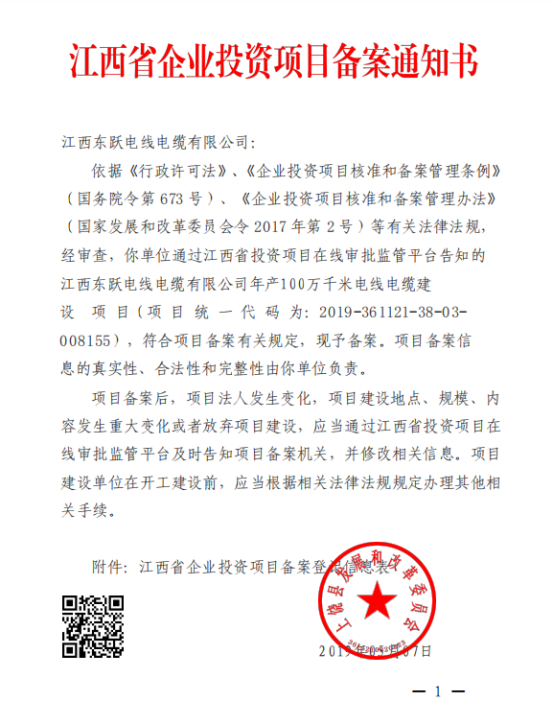 江西省企业投资项目备案通知书
江西东跃电线电缆有限公司：
依据《行政许可法》、《企业投资项目核准和备案管理条例》
（国务院令第 673 号）、《企业投资项目核准和备案管理办法》
（国家发展和改革委员会令 2017 年第 2 号）等有关法律法规，
经审查，你单位通过江西省投资项目在线审批监管平台告知的
江西东跃电线电缆有限公司年产100万千米电线电缆建
设 项目（项目统一代码为：2019-361121-38-03-
008155），符合项目备案有关规定，现予备案。项目备案信
息的真实性、合法性和完整性由你单位负责。
项目备案后，项目法人发生变化，项目建设地点、规模、内
容发生重大变化或者放弃项目建设，应当通过江西省投资项目在
线审批监管平台及时告知项目备案机关，并修改相关信息。项目
建设单位在开工建设前，应当根据相关法律法规规定办理其他相
关手续。
附件：江西省企业投资项目备案登记信息表
上饶县发展和改革委员会
2019年05月07日
— 1 —